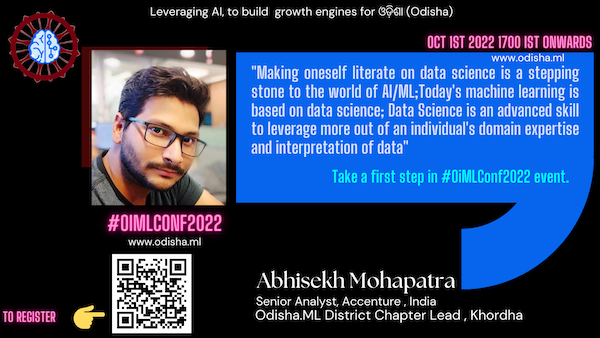 Leveraging AI, to build growth engines for ଓଡ଼ିଶା (Odisha)
OCT 1ST 2022 1700 IST ONWARDS
www.odisha.ml
"Making oneself literate on data science is a stepping
stone to the world of AI/ML;Today's machine learning is
based on data science; Data Science is an advanced skill
to leverage more out of an individual's domain expertise
and interpretation of data"
Take a first step in #OiMLConf2022 event.
#OIMLCONF2022
www.odisha.ml
Abhisekh Mohapatra
Senior Analyst, Accenture , India
Odisha.ML District Chapter Lead , Khordha
TO REGISTER